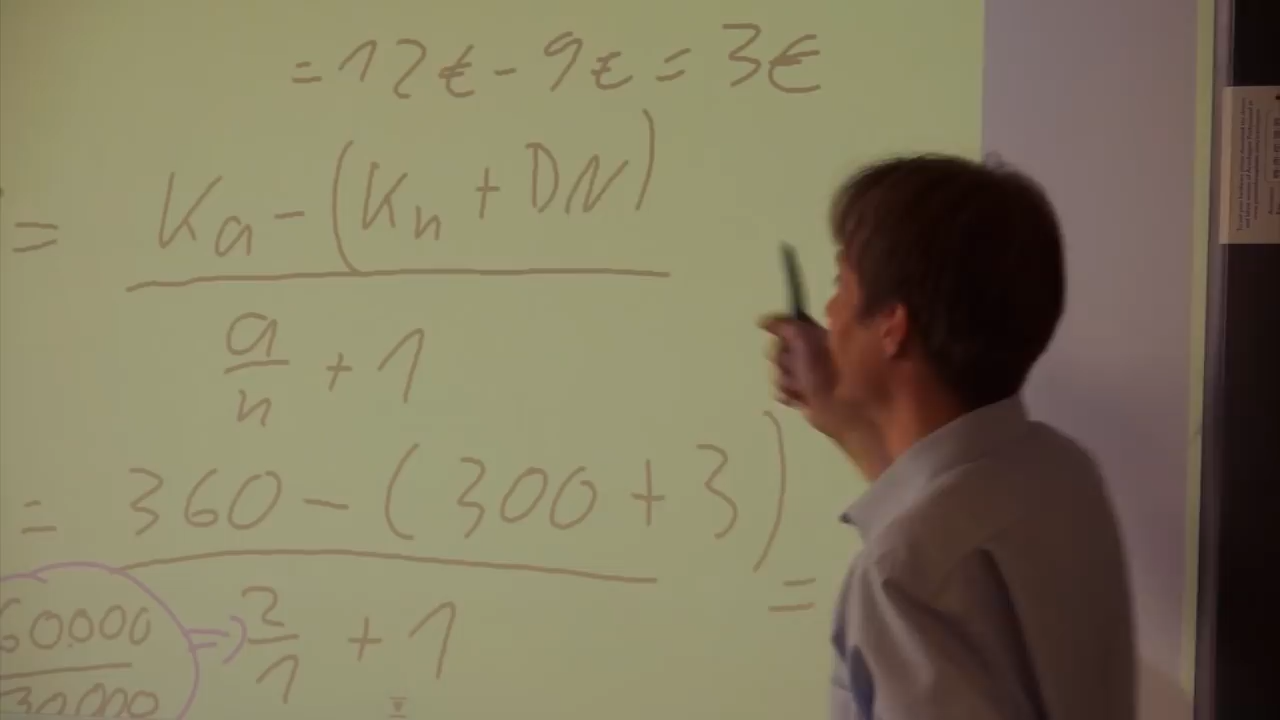 = 12€ - 9€ = 3€
= Ka - (Kn + DN)
a/n + 1
= 360 - (300 + 3) =
60.000/30.000 => 2/1 + 1